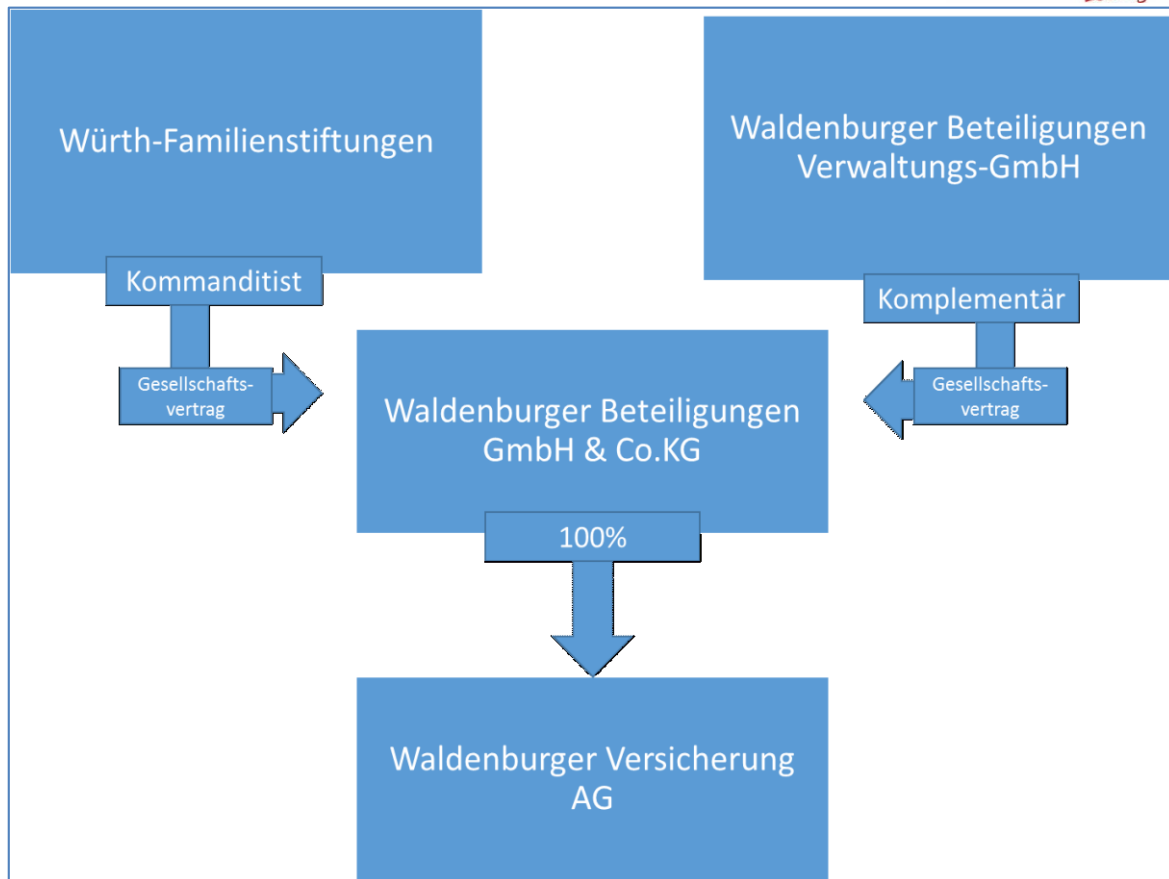 Würth-Familienstiftungen
Waldenburger Beteiligungen
Verwaltungs-GmbH
Kommanditist
Komplementär
Gesellschafts-
vertrag
Gesellschafts-
vertrag
Waldenburger Beteiligungen
GmbH & Co.KG
100%
Waldenburger Versicherung
AG